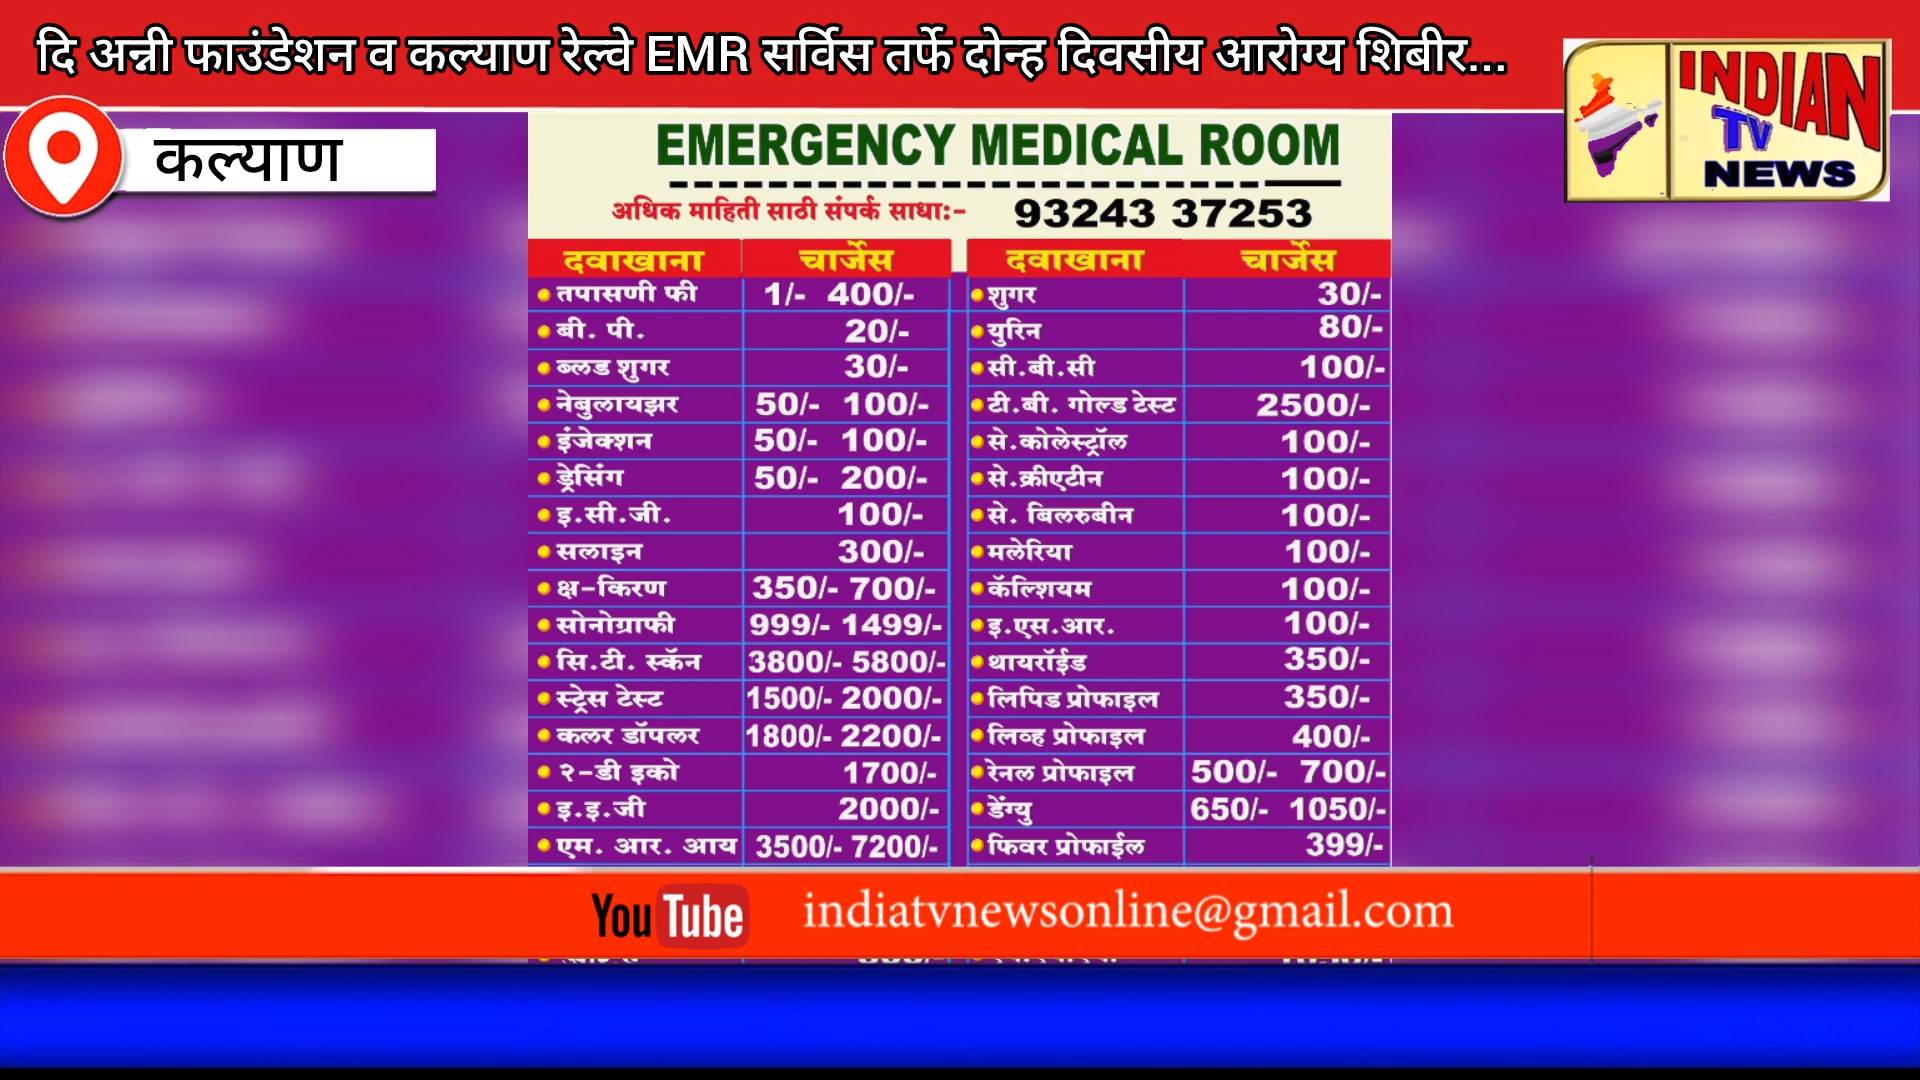 दि अन्नी फाउंडेशन व कल्याण रेल्वे EMR सर्विस तर्फे दोन्ह दिवसीय आरोग्य शिबीर...
INDIAN
TV
NEWS
कल्याण
EMERGENCY MEDICAL ROOM
अधिक माहिती साठी संपर्क साधाः- 93243 37253
दवाखाना चार्जेस दवाखाना चार्जेस
तपासणी फी 1/- 400/- शुगर 30/-
बी. पी. 20/- युरिन 80/-
ब्लड शुगर 30/- सी.बी.सी 100/-
नेबुलायझर 50/- 100/- टी.बी. गोल्ड टेस्ट 2500/-
इंजेक्शन 50/- 100/- से.कोलेस्ट्रॉल 100/-
ड्रेसिंग 50/- 200/- से.क्रीएटीन 100/-
इ.सी.जी. 100/- से. बिलरुबीन 100/-
सलाइन 300/- मलेरिया 100/-
क्ष-किरण 350/- 700/- कॅल्शियम 100/-
सोनोग्राफी 999/- 1499/- इ.एस.आर. 100/-
सि.टी. स्कॅन 3800/- 5800/- थायरॉईड 350/-
स्ट्रेस टेस्ट 1500/- 2000/- लिपिड प्रोफाइल 350/-
कलर डॉपलर 1800/- 2200/- लिव्ह प्रोफाइल 400/-
२-डी इको 1700/- रेनल प्रोफाइल 500/- 700/-
इ.इ.जी 2000/- डेंग्यु 650/- 1050/-
एम. आर. आय 3500/- 7200/- फिवर प्रोफाईल 399/-
YouTube indiatvnewsonline@gmail.com